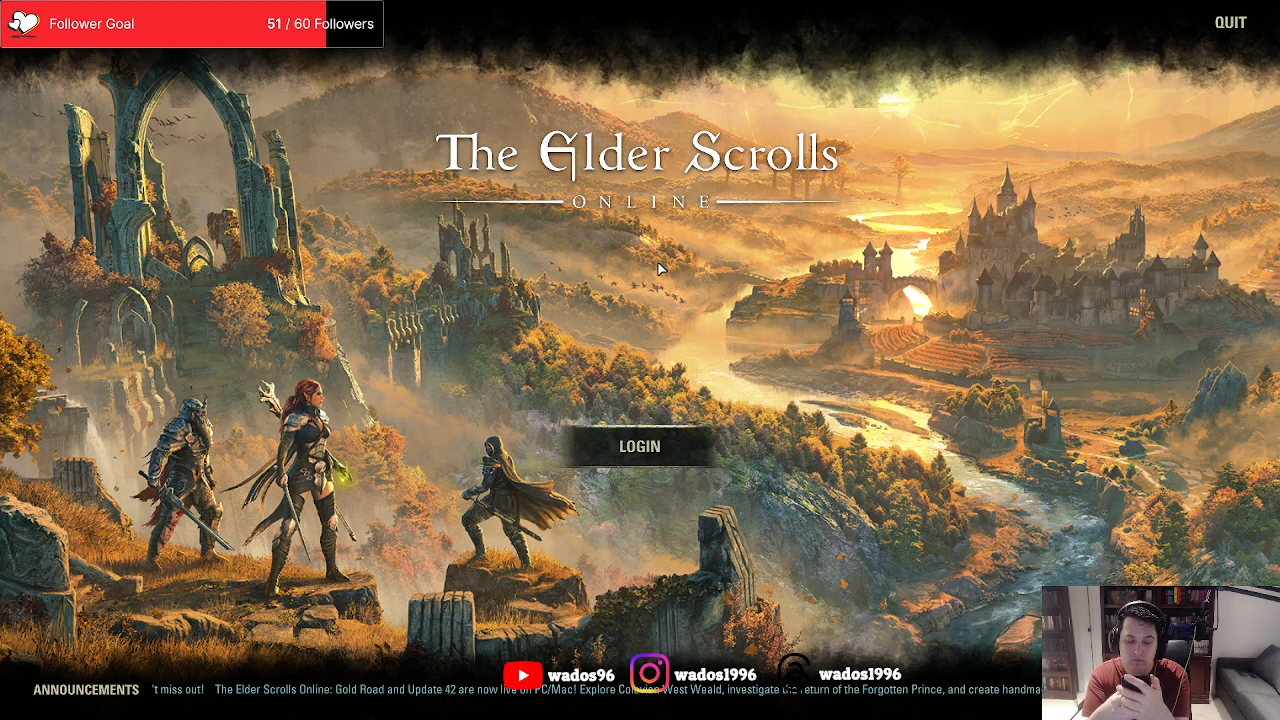 Follower Goal
51 / 60 Followers
QUIT
The Elder Scrolls
ONLINE
LOGIN
wados96
wados1996
wados1996
ANNOUNCEMENTS
't miss out! The Elder Scrolls Online: Gold Road and Update 42 are now live on PC/Mac! Explore Colovian West Weald, investigate the return of the Forgotten Prince, and create handma